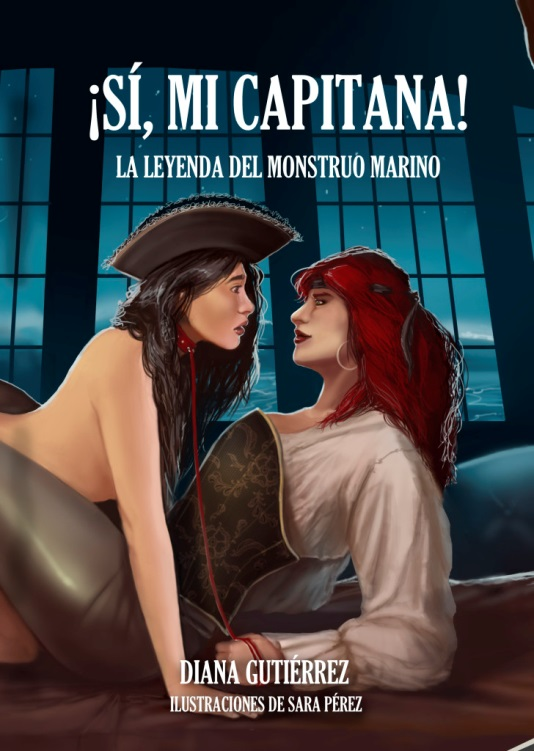 ¡SÍ, MI CAPITANA!
LA LEYENDA DEL MONSTRUO MARINO
DIANA GUTIÉRREZ
ILUSTRACIONES DE SARA PÉREZ